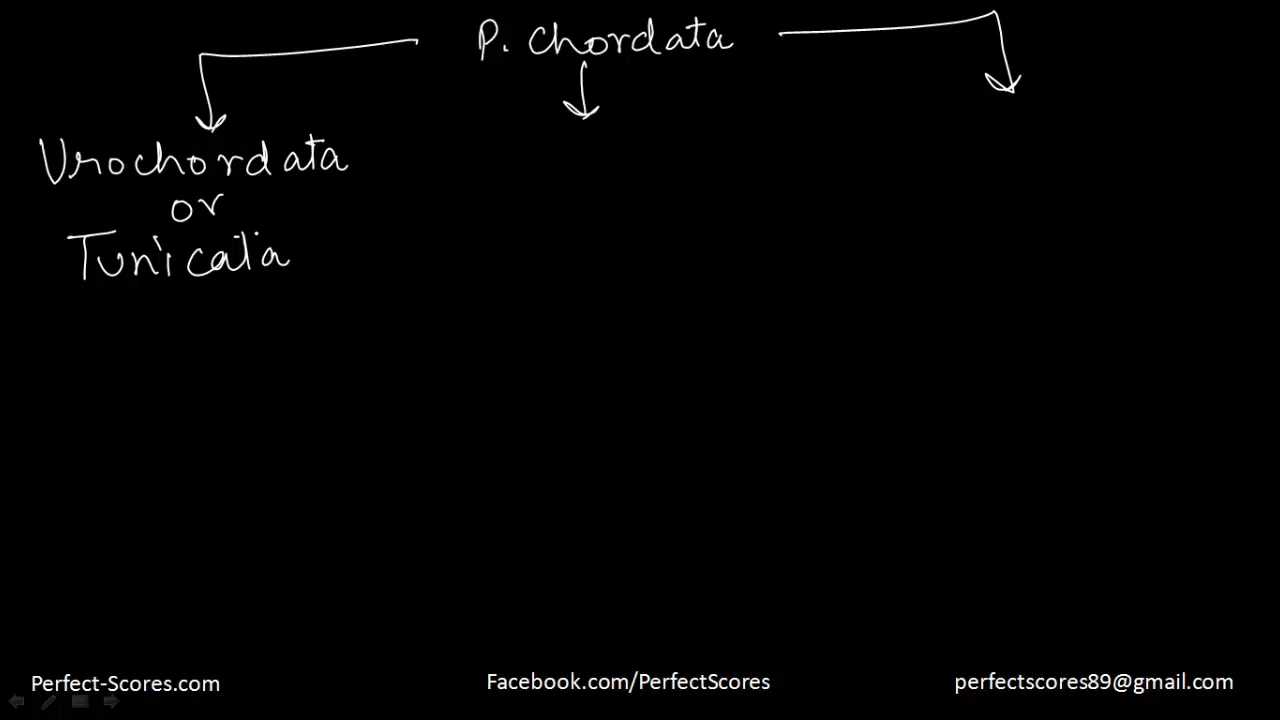 P. Chordata
Urochordata
or
Tunicata
Perfect-Scores.com
Facebook.com/PerfectScores
perfectscores89@gmail.com